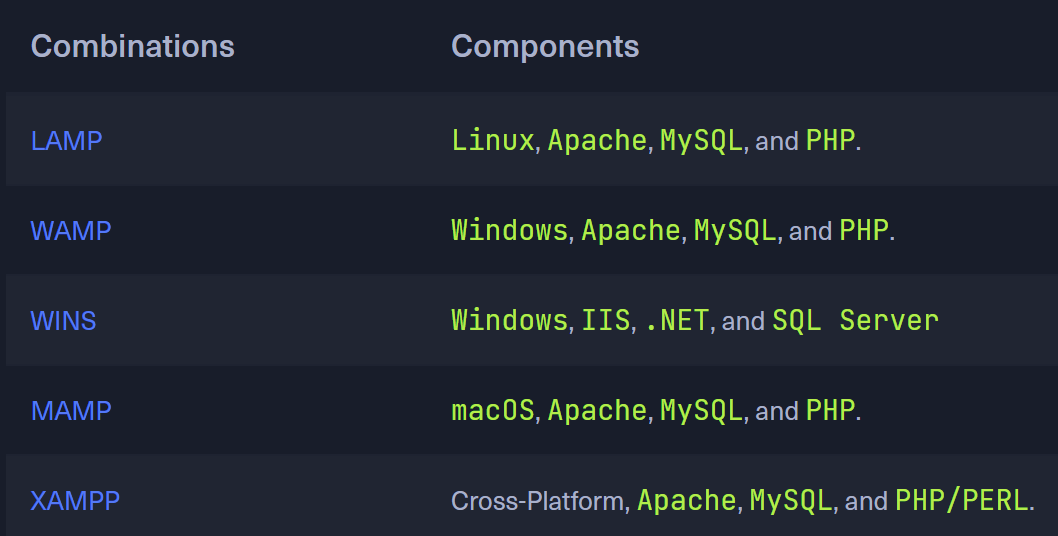 Combinations Components
LAMP Linux, Apache, MySQL, and PHP.
WAMP Windows, Apache, MySQL, and PHP.
WINS Windows, IIS, .NET, and SQL Server
MAMP macOS, Apache, MySQL, and PHP.
XAMPP Cross-Platform, Apache, MySQL, and PHP/PERL.